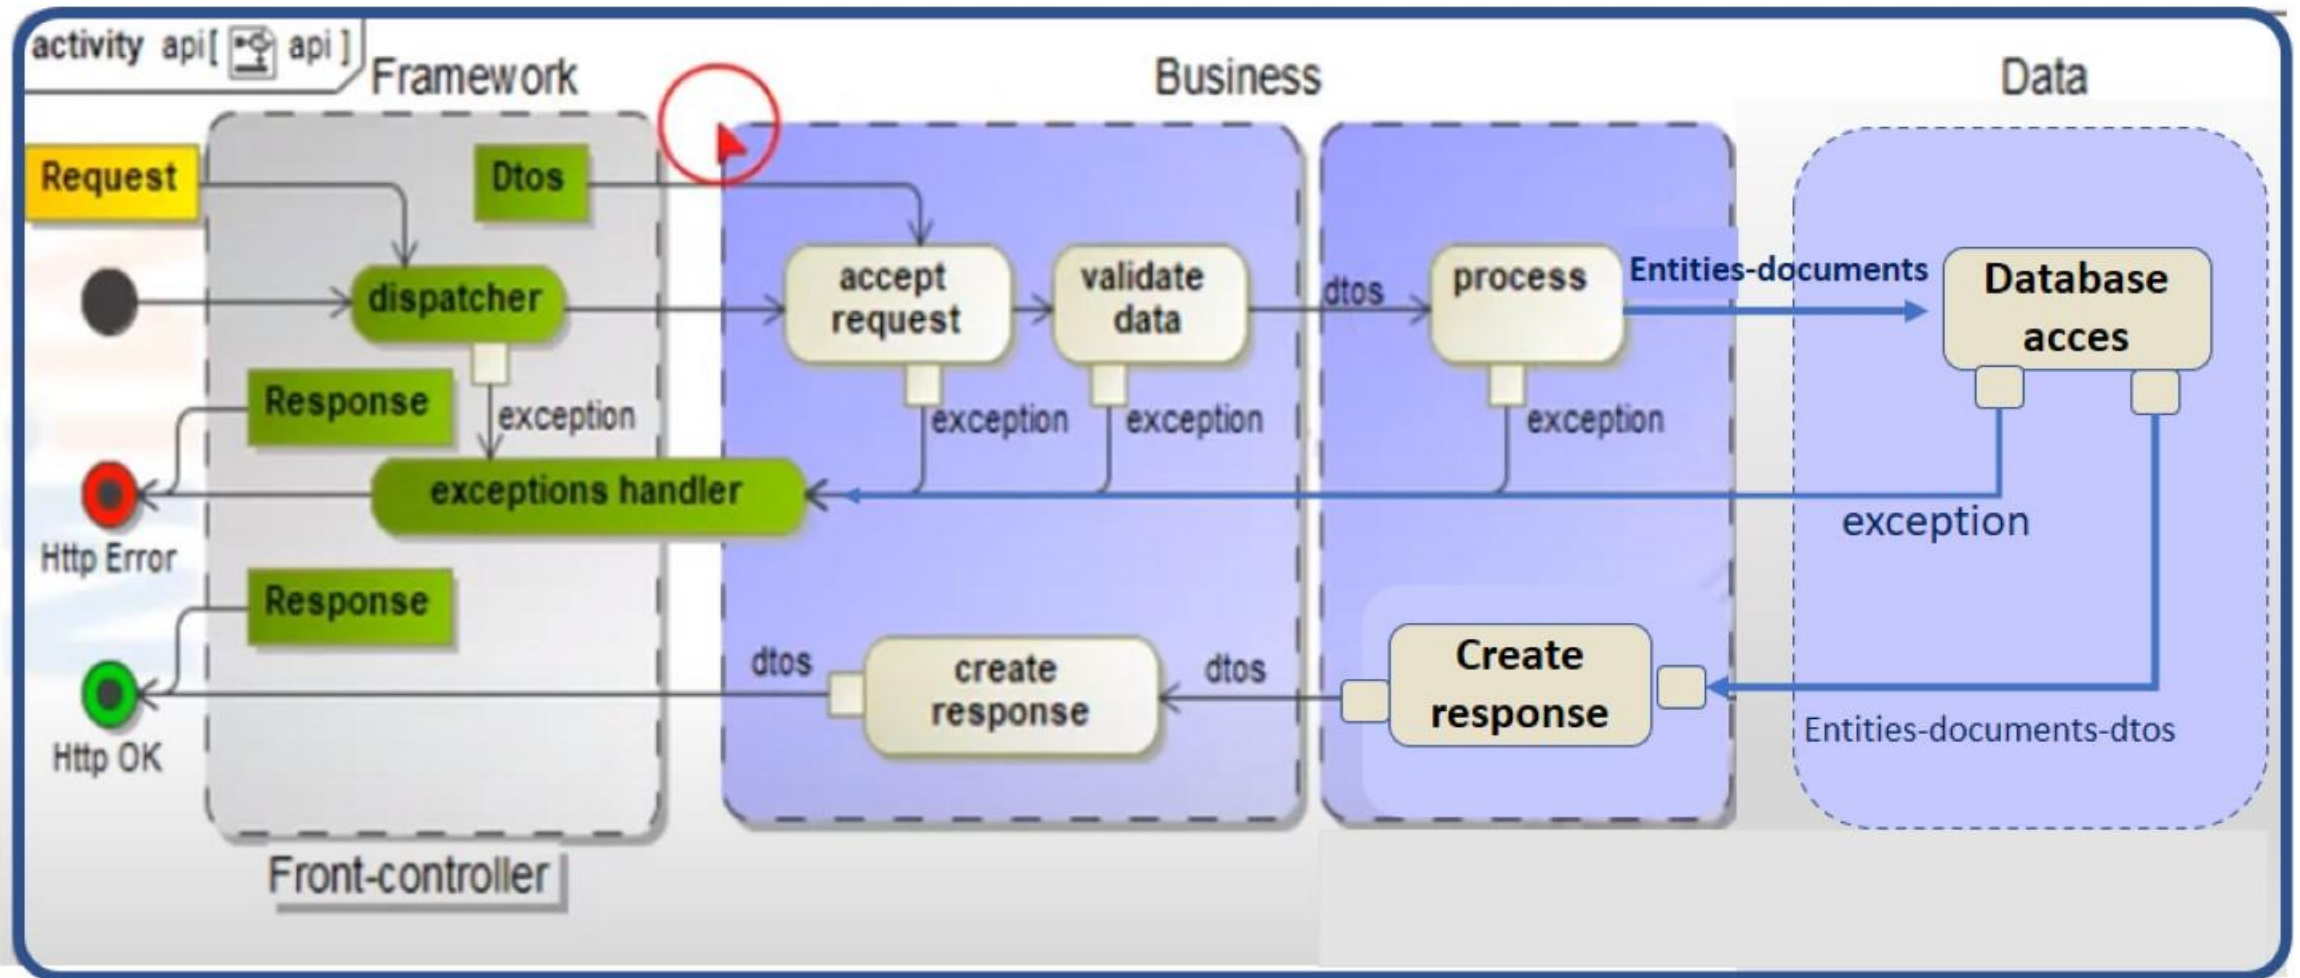 activity api[ api ]
Framework
Business
Data
Request
Dtos
dispatcher
accept
request
validate
data
dtos
process
Entities-documents
Database
acces
Response
exception
exception
exception
exception
exceptions handler
exception
Http Error
Response
dtos
create
response
dtos
Create
response
Entities-documents-dtos
Http OK
Front-controller